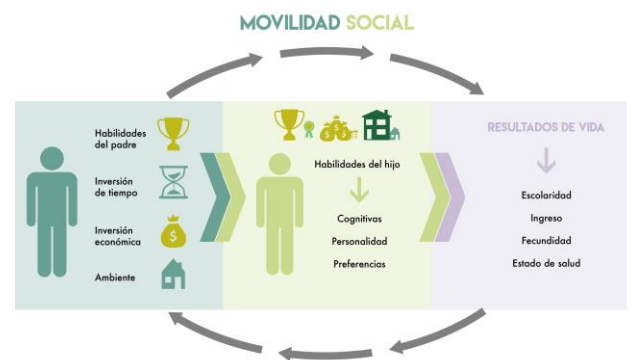 MOVILIDAD SOCIAL
Habilidades
del padre
Inversión
de tiempo
Inversión
económica
Ambiente
Habilidades del hijo
Cognitivas
Personalidad
Preferencias
RESULTADOS DE VIDA
Escolaridad
Ingreso
Fecundidad
Estado de salud